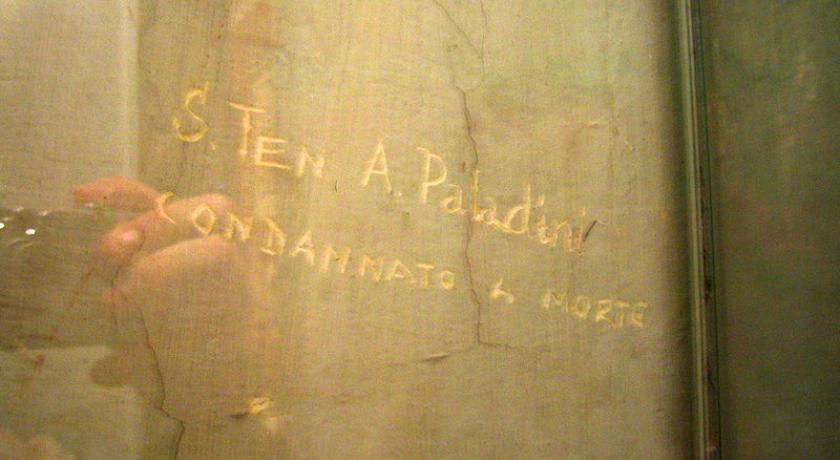 S. TEN A. Paladini
CONDANNATO A MORTE